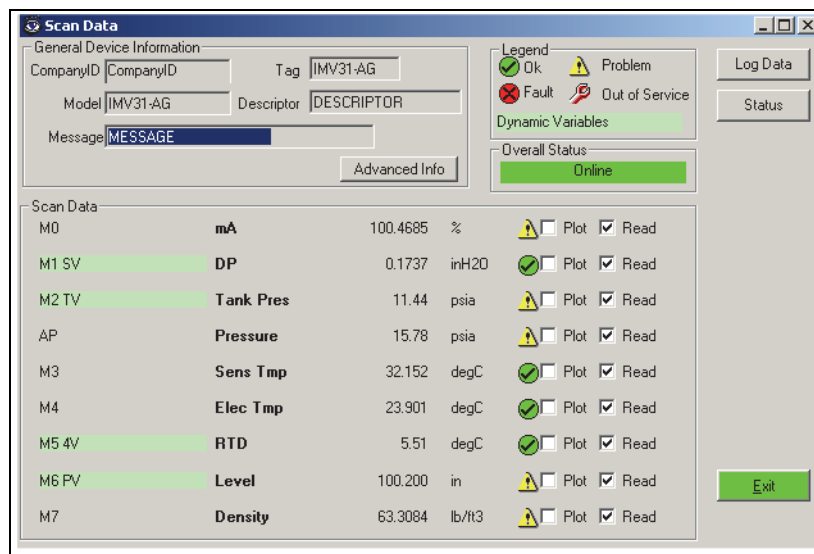 Scan Data
General Device Information
CompanyID CompanyID Tag IMV31-AG
Model IMV31-AG Descriptor DESCRIPTOR
Message MESSAGE
Advanced Info
Legend
Ok Problem
Fault Out of Service
Dynamic Variables
Overall Status
Online
Log Data
Status
Scan Data
M0 mA 100.4685 % Plot Read
M1 SV DP 0.1737 inH2O Plot Read
M2 TV Tank Pres 11.44 psia Plot Read
AP Pressure 15.78 psia Plot Read
M3 Sens Tmp 32.152 degC Plot Read
M4 Elec Tmp 23.901 degC Plot Read
M5 4V RTD 5.51 degC Plot Read
M6 PV Level 100.200 in Plot Read
M7 Density 63.3084 lb/ft3 Plot Read
Exit